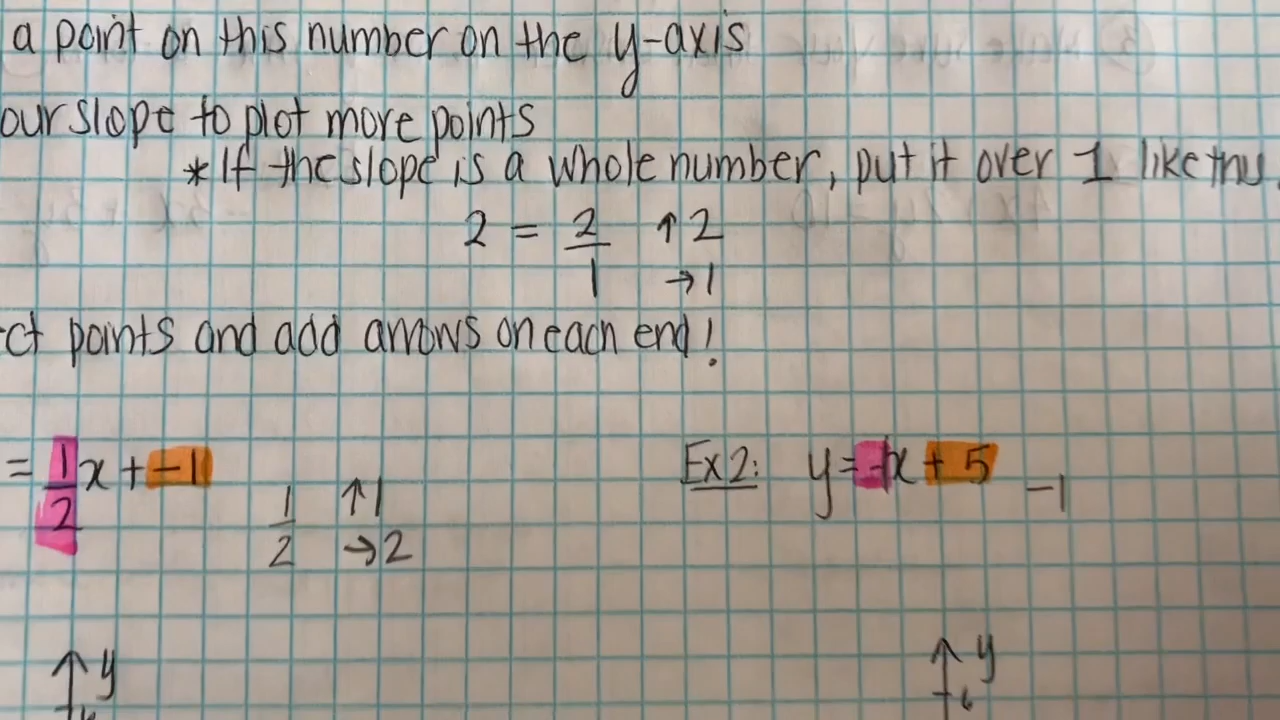 a point on this number on the y-axis
our slope to plot more points
*If the slope is a whole number, put it over 1 like this
2 = 2/1 ↑2 →1
ct points and add arrows on each end!
= 1/2 x + -1
1/2 ↑1 →2
Ex 2: y = -1x + 5
-1
y
y
6